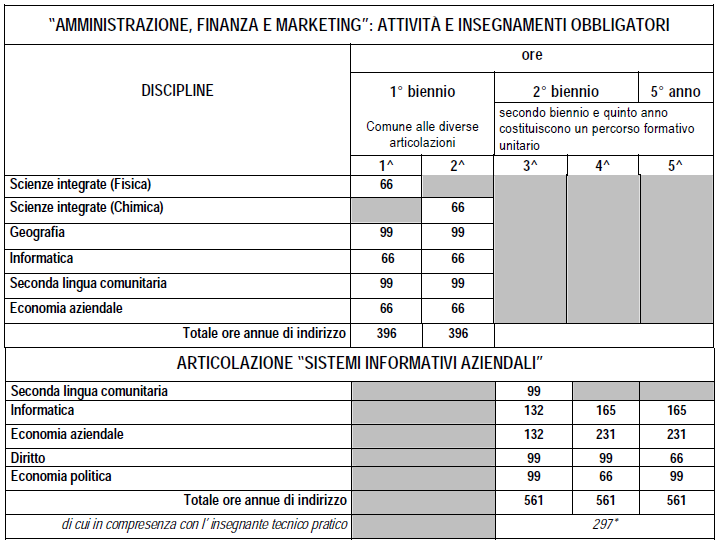 “AMMINISTRAZIONE, FINANZA E MARKETING”: ATTIVITÀ E INSEGNAMENTI OBBLIGATORI
DISCIPLINE
ore
1° biennio
2° biennio
5° anno
Comune alle diverse
articolazioni
secondo biennio e quinto anno
costituiscono un percorso formativo
unitario
1^ 2^ 3^ 4^ 5^
Scienze integrate (Fisica) 66
Scienze integrate (Chimica) 66
Geografia 99 99
Informatica 66 66
Seconda lingua comunitaria 99 99
Economia aziendale 66 66
Totale ore annue di indirizzo 396 396
ARTICOLAZIONE “SISTEMI INFORMATIVI AZIENDALI”
Seconda lingua comunitaria 99
Informatica 132 165 165
Economia aziendale 132 231 231
Diritto 99 99 66
Economia politica 99 66 99
Totale ore annue di indirizzo 561 561 561
di cui in compresenza con l’ insegnante tecnico pratico 297*